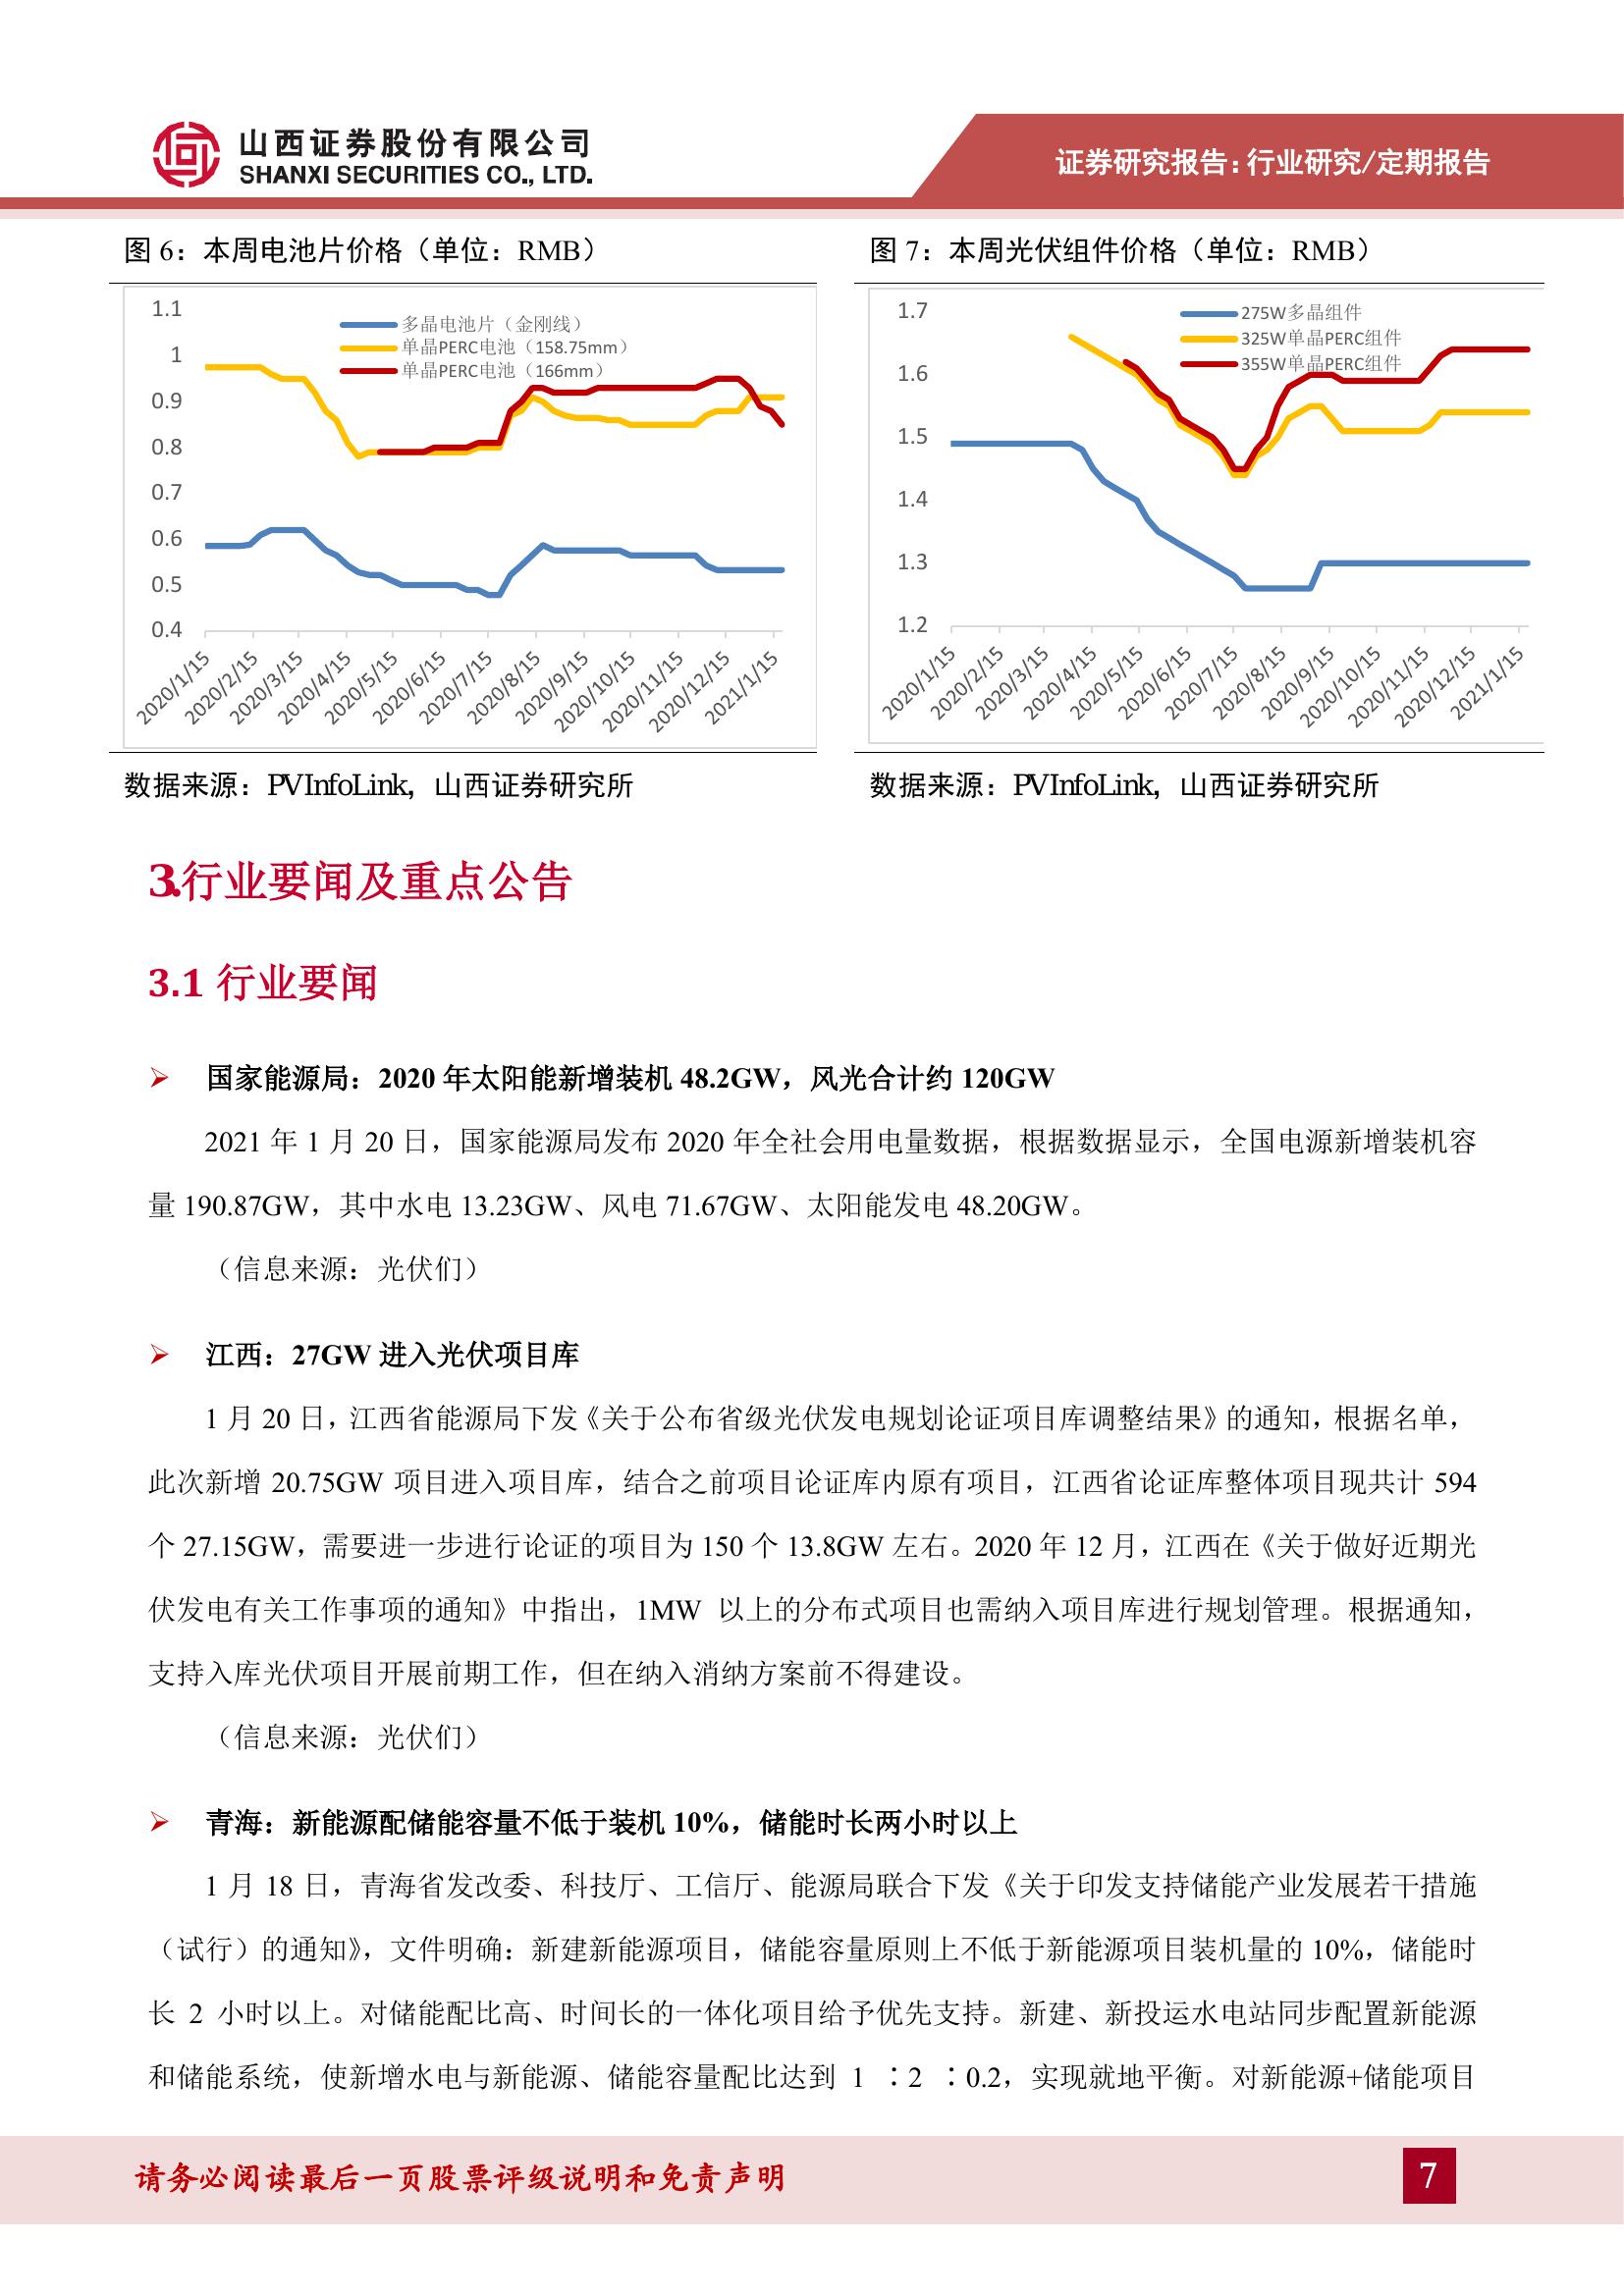 山西证券股份有限公司
SHANXI SECURITIES CO., LTD.
证券研究报告：行业研究/定期报告
图 6：本周电池片价格（单位：RMB）
1.1
1
0.9
0.8
0.7
0.6
0.5
0.4
多晶电池片（金刚线）
单晶PERC电池（158.75mm）
单晶PERC电池（166mm）
2020/1/15
2020/2/15
2020/3/15
2020/4/15
2020/5/15
2020/6/15
2020/7/15
2020/8/15
2020/9/15
2020/10/15
2020/11/15
2020/12/15
2021/1/15
数据来源：PVInfoLink，山西证券研究所
图 7：本周光伏组件价格（单位：RMB）
1.7
1.6
1.5
1.4
1.3
1.2
275W多晶组件
325W单晶PERC组件
355W单晶PERC组件
2020/1/15
2020/2/15
2020/3/15
2020/4/15
2020/5/15
2020/6/15
2020/7/15
2020/8/15
2020/9/15
2020/10/15
2020/11/15
2020/12/15
2021/1/15
数据来源：PVInfoLink，山西证券研究所
3.行业要闻及重点公告
3.1 行业要闻
国家能源局：2020 年太阳能新增装机 48.2GW，风光合计约 120GW
2021 年 1 月 20 日，国家能源局发布 2020 年全社会用电量数据，根据数据显示，全国电源新增装机容
量 190.87GW，其中水电 13.23GW、风电 71.67GW、太阳能发电 48.20GW。
（信息来源：光伏们）
江西：27GW 进入光伏项目库
1 月 20 日，江西省能源局下发《关于公布省级光伏发电规划论证项目库调整结果》的通知，根据名单，
此次新增 20.75GW 项目进入项目库，结合之前项目论证库内原有项目，江西省论证库整体项目现共计 594
个 27.15GW，需要进一步进行论证的项目为 150 个 13.8GW 左右。2020 年 12 月，江西在《关于做好近期光
伏发电有关工作事项的通知》中指出，1MW 以上的分布式项目也需纳入项目库进行规划管理。根据通知，
支持入库光伏项目开展前期工作，但在纳入消纳方案前不得建设。
（信息来源：光伏们）
青海：新能源配储能容量不低于装机 10%，储能时长两小时以上
1 月 18 日，青海省发改委、科技厅、工信厅、能源局联合下发《关于印发支持储能产业发展若干措施
（试行）的通知》，文件明确：新建新能源项目，储能容量原则上不低于新能源项目装机量的 10%，储能时
长 2 小时以上。对储能配比高、时间长的一体化项目给予优先支持。新建、新投运水电站同步配置新能源
和储能系统，使新增水电与新能源、储能容量配比达到 1 ：2 ：0.2，实现就地平衡。对新能源+储能项目
请务必阅读最后一页股票评级说明和免责声明
7